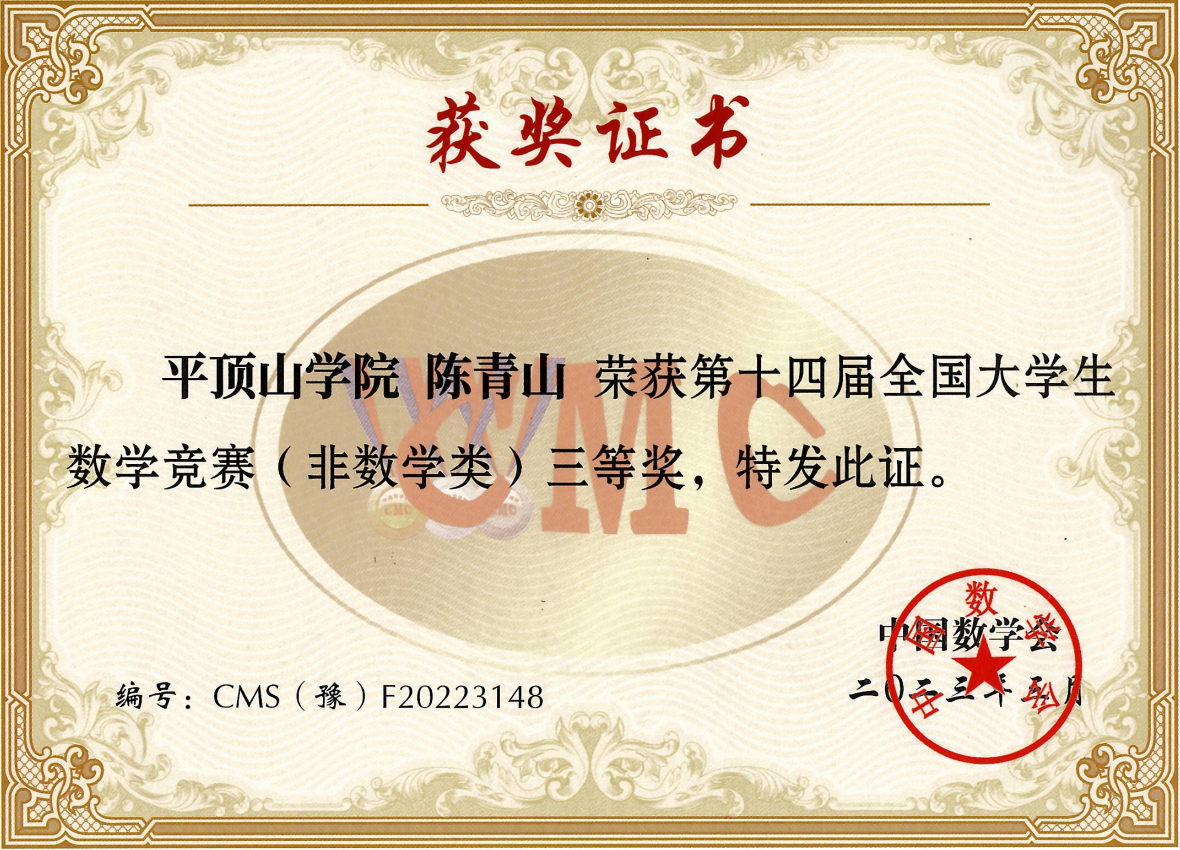 获奖证书
平顶山学院 陈青山 荣获第十四届全国大学生
数学竞赛（非数学类）三等奖，特发此证。
CMC
中国数学会
二〇二三年 月
编号：CMS（豫）F20223148
中国数学会